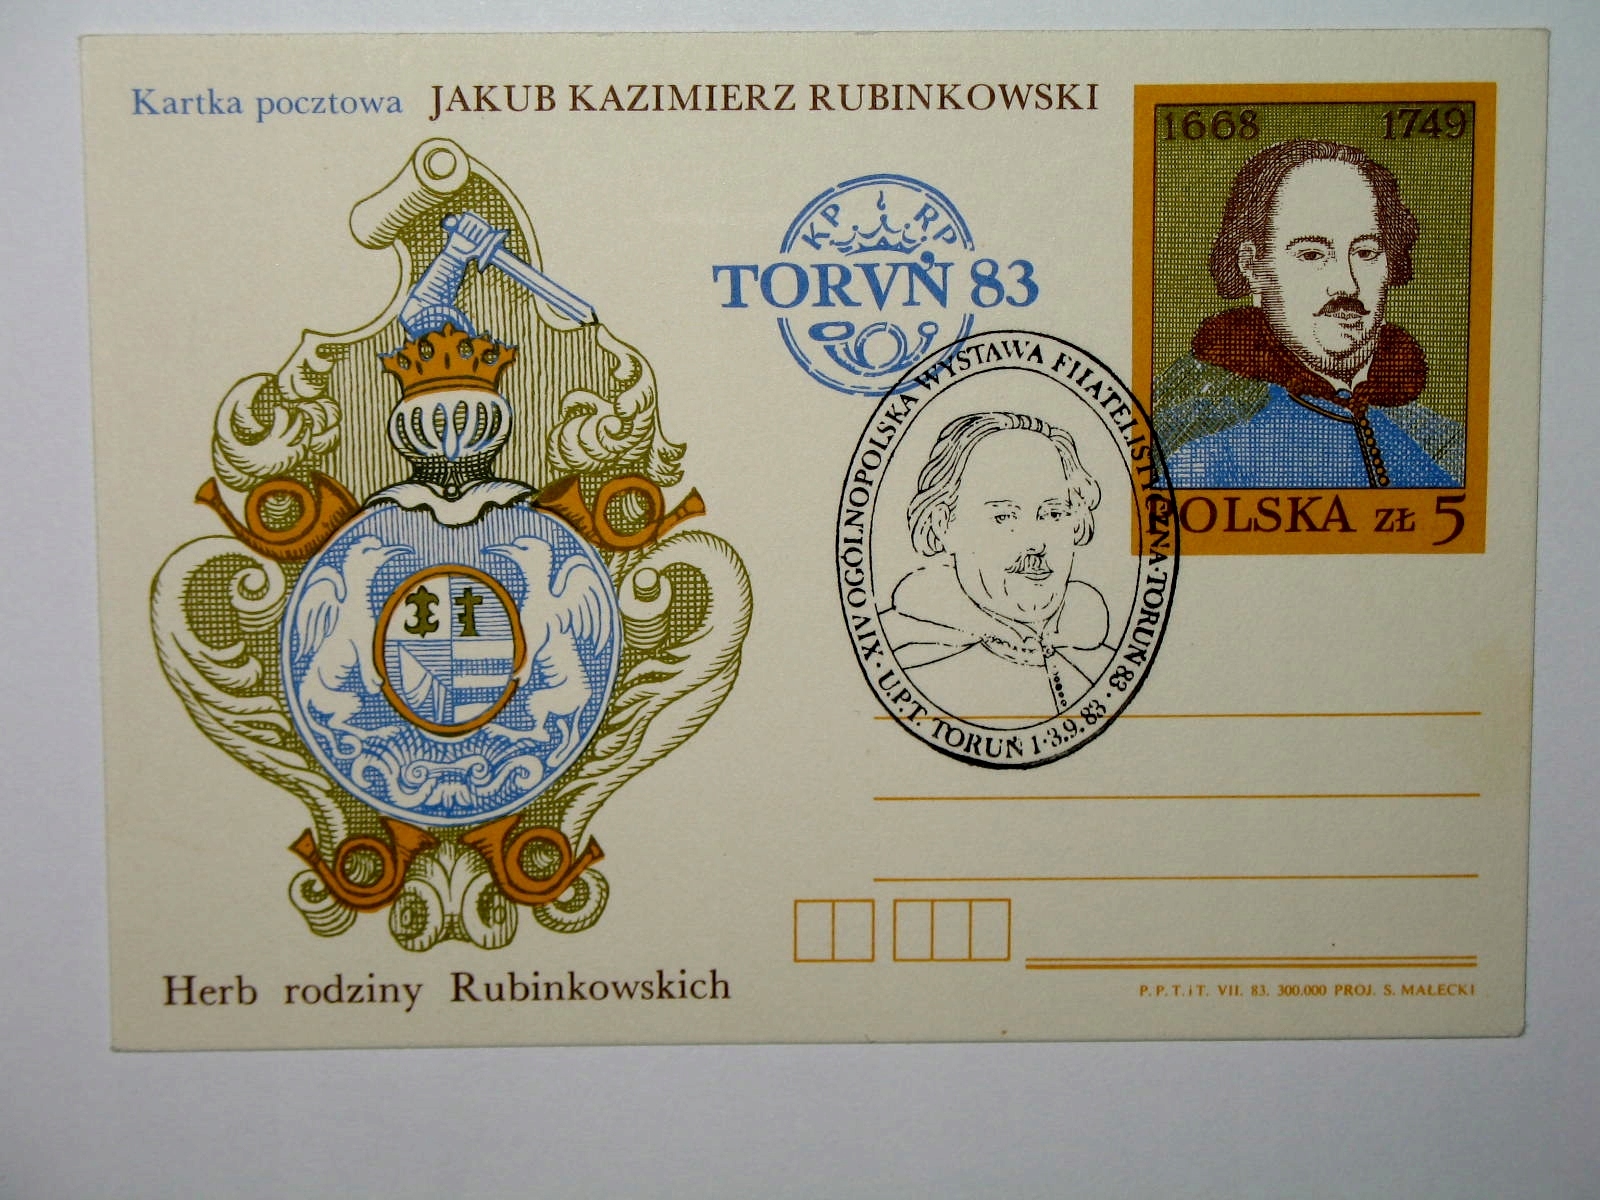 Kartka pocztowa JAKUB KAZIMIERZ RUBINKOWSKI
1668 1749
KP RP
TORVŃ 83
POLSKA ZŁ 5
XIV OGÓLNOPOLSKA WYSTAWA FILATELISTYCZNA·TORUŃ 83·
U.P.T. TORUŃ 1·3.9.83·
Herb rodziny Rubinkowskich
P. P. T. i T. VII. 83. 300.000 PROJ. S. MAŁECKI